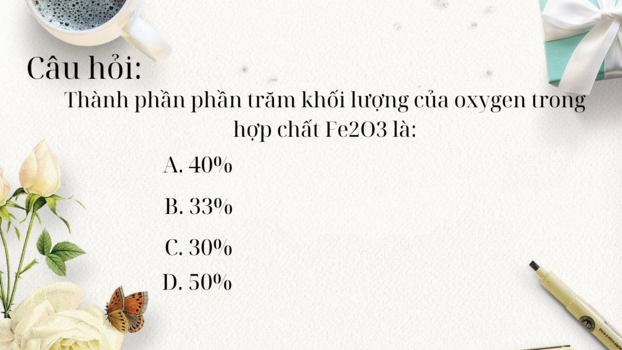 Câu hỏi:
Thành phần phần trăm khối lượng của oxygen trong
hợp chất Fe2O3 là:
A. 40%
B. 33%
C. 30%
D. 50%